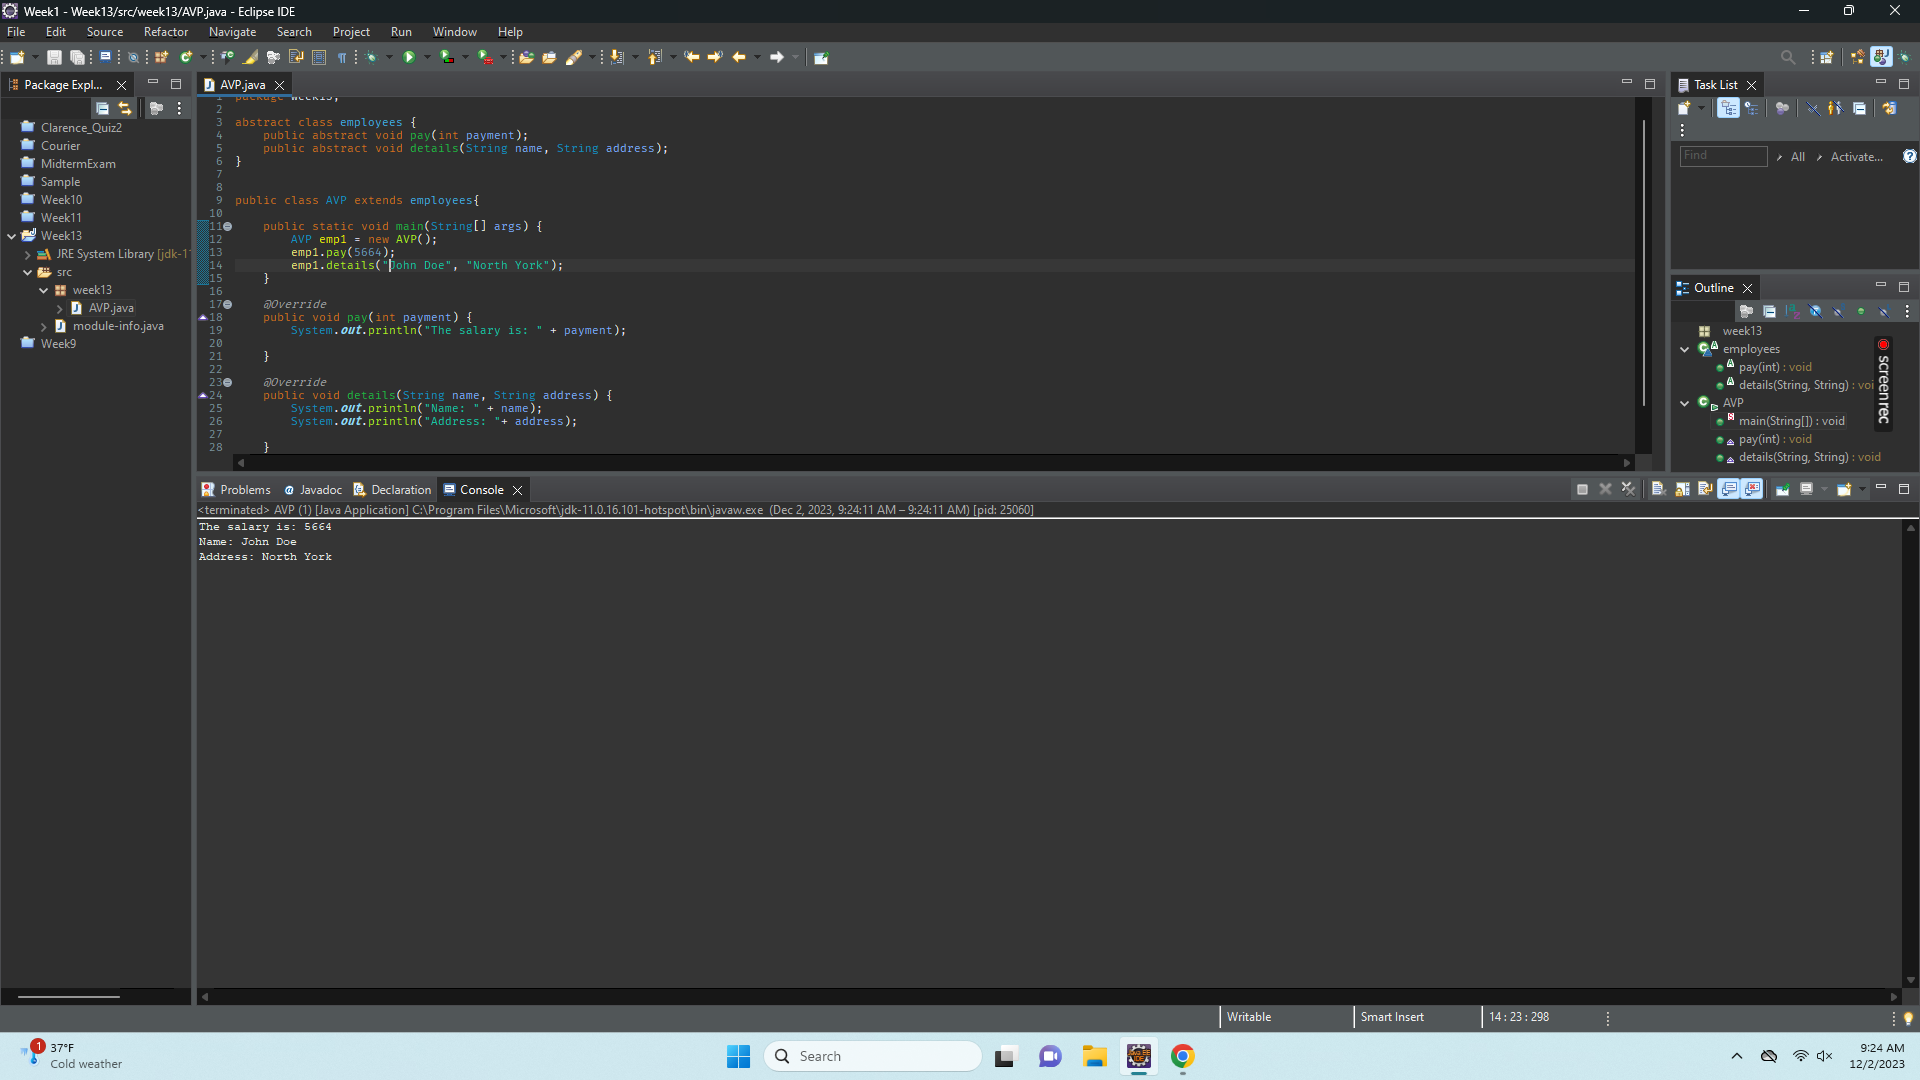 Week1 - Week13/src/week13/AVP.java - Eclipse IDE
File Edit Source Refactor Navigate Search Project Run Window Help
Package Expl...
Clarence_Quiz2
Courier
MidtermExam
Sample
Week10
Week11
Week13
JRE System Library [jdk-1
src
week13
AVP.java
module-info.java
Week9
AVP.java
1 package week13;
2
3 abstract class employees {
4 public abstract void pay(int payment);
5 public abstract void details(String name, String address);
6 }
7
8
9 public class AVP extends employees{
10
11 public static void main(String[] args) {
12 AVP emp1 = new AVP();
13 emp1.pay(5664);
14 emp1.details("John Doe", "North York");
15 }
16
17 @Override
18 public void pay(int payment) {
19 System.out.println("The salary is: " + payment);
20
21 }
22
23 @Override
24 public void details(String name, String address) {
25 System.out.println("Name: " + name);
26 System.out.println("Address: "+ address);
27
28 }
Task List
Find All Activate...
Outline
week13
employees
pay(int) : void
details(String, String) : voi
AVP
main(String[]) : void
pay(int) : void
details(String, String) : void
screen rec
Problems Javadoc Declaration Console
<terminated> AVP (1) [Java Application] C:\Program Files\Microsoft\jdk-11.0.16.101-hotspot\bin\javaw.exe (Dec 2, 2023, 9:24:11 AM – 9:24:11 AM) [pid: 25060]
The salary is: 5664
Name: John Doe
Address: North York
Writable Smart Insert 14 : 23 : 298
1
37°F
Cold weather
Search
9:24 AM
12/2/2023